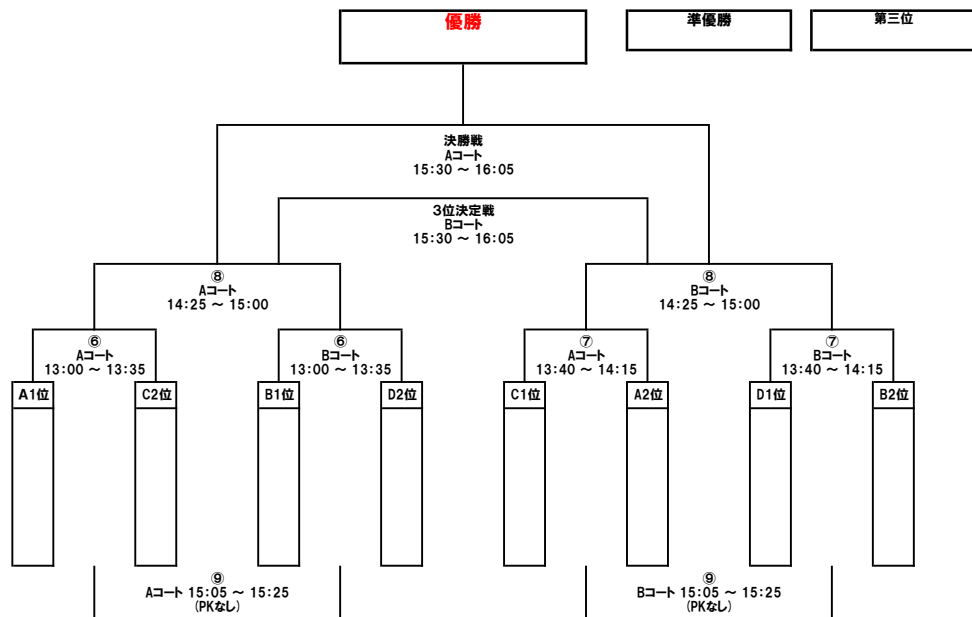 優勝
準優勝
第三位
決勝戦
Aコート
15:30 ～ 16:05
3位決定戦
Bコート
15:30 ～ 16:05
⑧
Aコート
14:25 ～ 15:00
⑧
Bコート
14:25 ～ 15:00
⑥
Aコート
13:00 ～ 13:35
⑥
Bコート
13:00 ～ 13:35
⑦
Aコート
13:40 ～ 14:15
⑦
Bコート
13:40 ～ 14:15
A1位
C2位
B1位
D2位
C1位
A2位
D1位
B2位
⑨
Aコート 15:05 ～ 15:25
(PKなし)
⑨
Bコート 15:05 ～ 15:25
(PKなし)